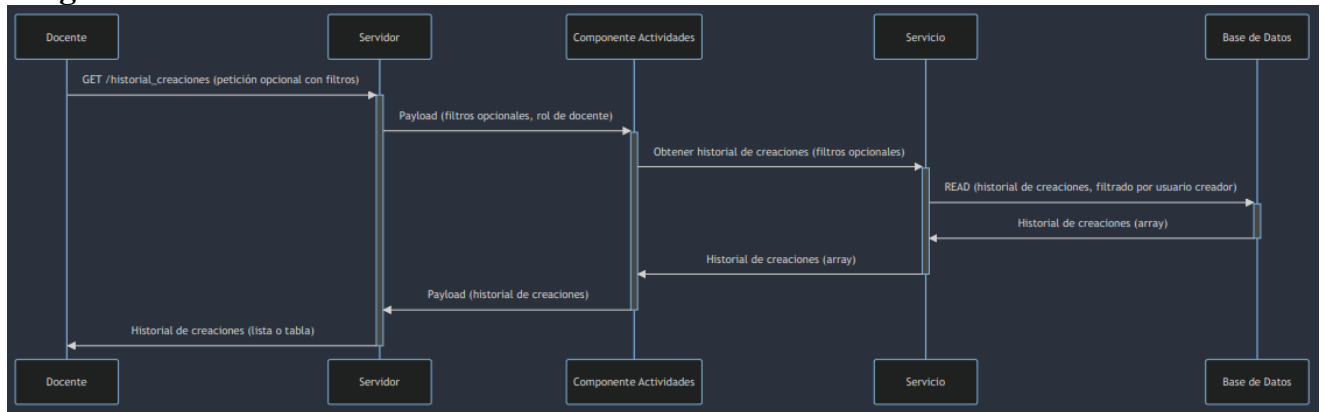 Docente
Servidor
Componente Actividades
Servicio
Base de Datos
GET /historial_creaciones (petición opcional con filtros)
Payload (filtros opcionales, rol de docente)
Obtener historial de creaciones (filtros opcionales)
READ (historial de creaciones, filtrado por usuario creador)
Historial de creaciones (array)
Historial de creaciones (array)
Payload (historial de creaciones)
Historial de creaciones (lista o tabla)
Docente
Servidor
Componente Actividades
Servicio
Base de Datos